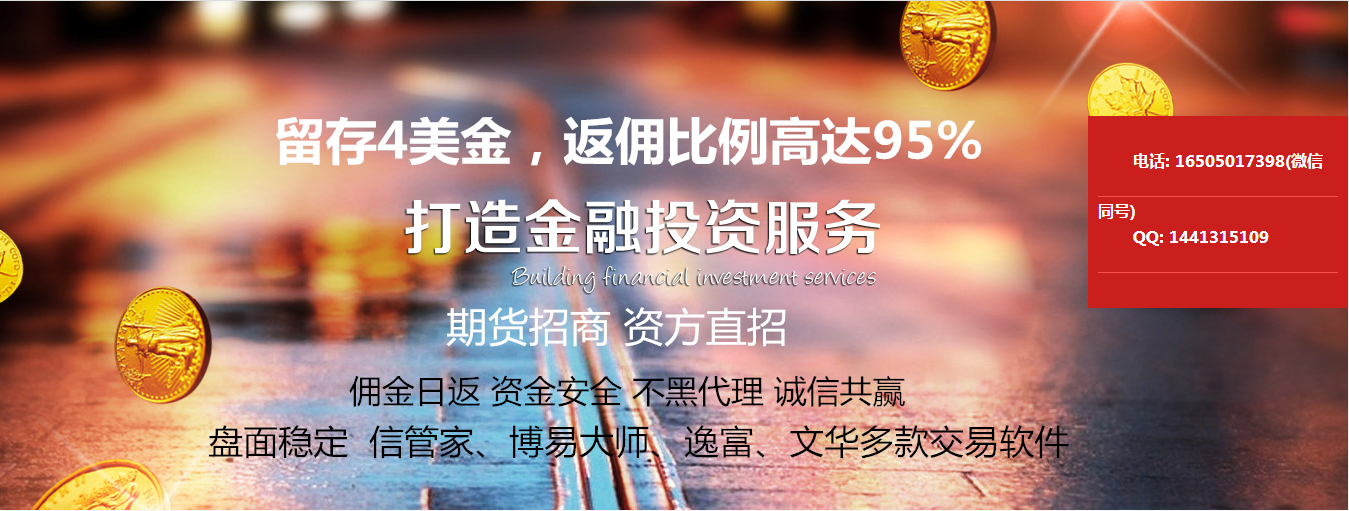 留存4美金，返佣比例高达95%
打造金融投资服务
Building financial investment services
期货招商 资方直招
佣金日返 资金安全 不黑代理 诚信共赢
盘面稳定 信管家、博易大师、逸富、文华多款交易软件
电话: 16505017398(微信
同号)
QQ: 1441315109